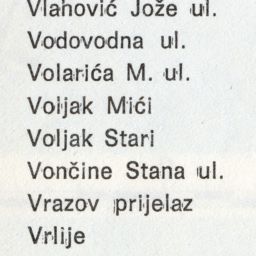 Vlahović Jože ul.
Vodovodna ul.
Volarića M. ul.
Voljak Mići
Voljak Stari
Vončine Stana ul.
Vrazov prijelaz
Vrlije